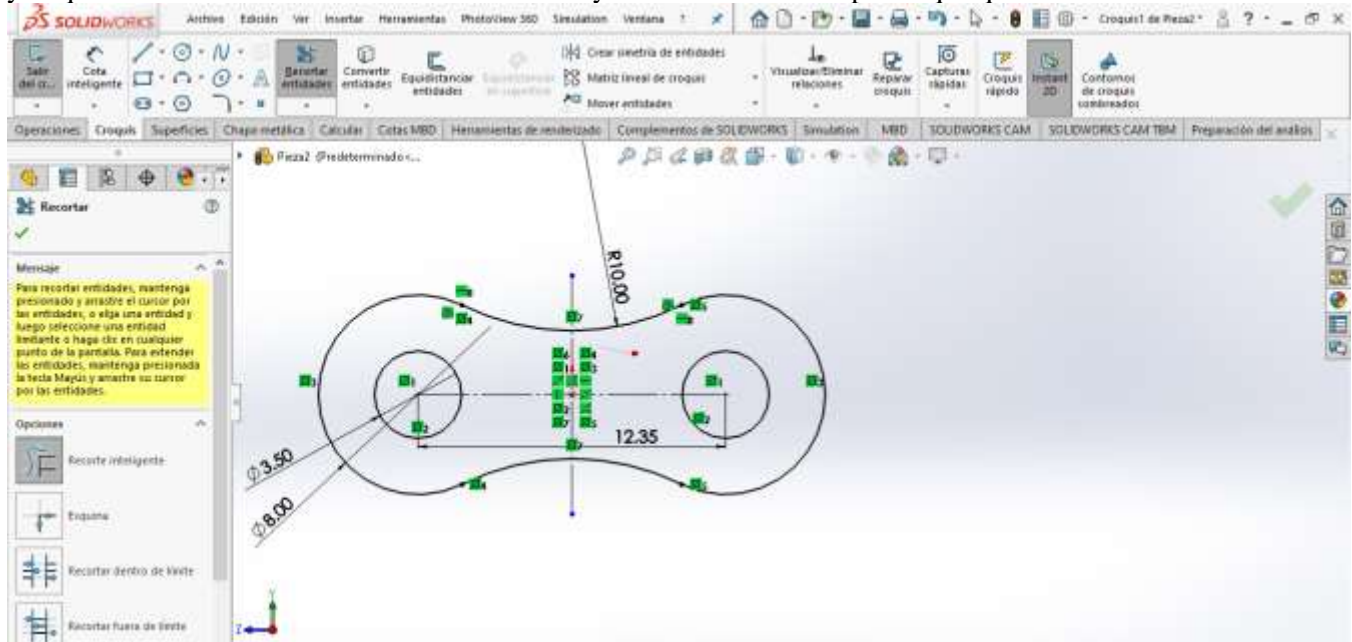 SOLIDWORKS
Archivo Edición Ver Insertar Herramientas PhotoView 360 Simulation Ventana ?
Croquis1 de Pieza2 *
Salir del cr...
Cota inteligente
Recortar entidades
Convertir entidades
Equidistanciar entidades
Crear simetría de entidades
Matriz lineal de croquis
Mover entidades
Visualizar/Eliminar relaciones
Reparar croquis
Capturas rápidas
Croquis rápido
Instant 2D
Contornos de croquis sombreados
Operaciones Croquis Superficies Chapa metálica Calcular Cotas MBD Herramientas de renderizado Complementos de SOLIDWORKS Simulation MBD SOLIDWORKS CAM SOLIDWORKS CAM TBM Preparación del análisis
Pieza2 (Predeterminado<...
Recortar
Mensaje
Para recortar entidades, mantenga
presionado y arrastre el cursor por
las entidades, o elija una entidad y
luego seleccione una entidad
limitante o haga clic en cualquier
punto de la pantalla. Para extender
las entidades, mantenga presionada
la tecla Mayús y arrastre su cursor
por las entidades.
Opciones
Recorte inteligente
Esquina
Recortar dentro de límite
Recortar fuera de límite
R10.00
12.35
∅3.50
∅8.00
Y
Z